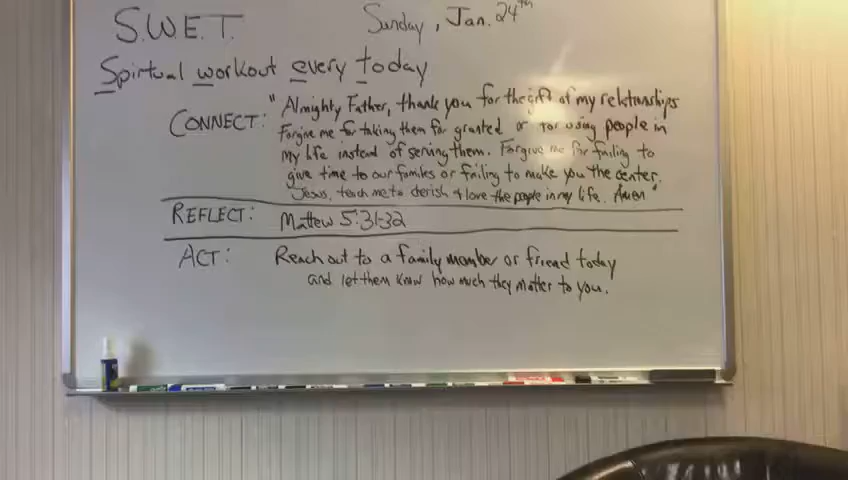 S.W.E.T. Sunday, Jan. 24th
Spirtual workout every today
CONNECT: "Almighty Father, thank you for the gift of my relationships
Forgive me for taking them for granted or for using people in
my life instead of serving them. Forgive me for failing to
give time to our familes or failing to make you the center.
Jesus, teach me to cherish & love the people in my life. Amen"
REFLECT: Mattew 5:31-32
ACT: Reach out to a family member or friend today
and let them know how much they matter to you.